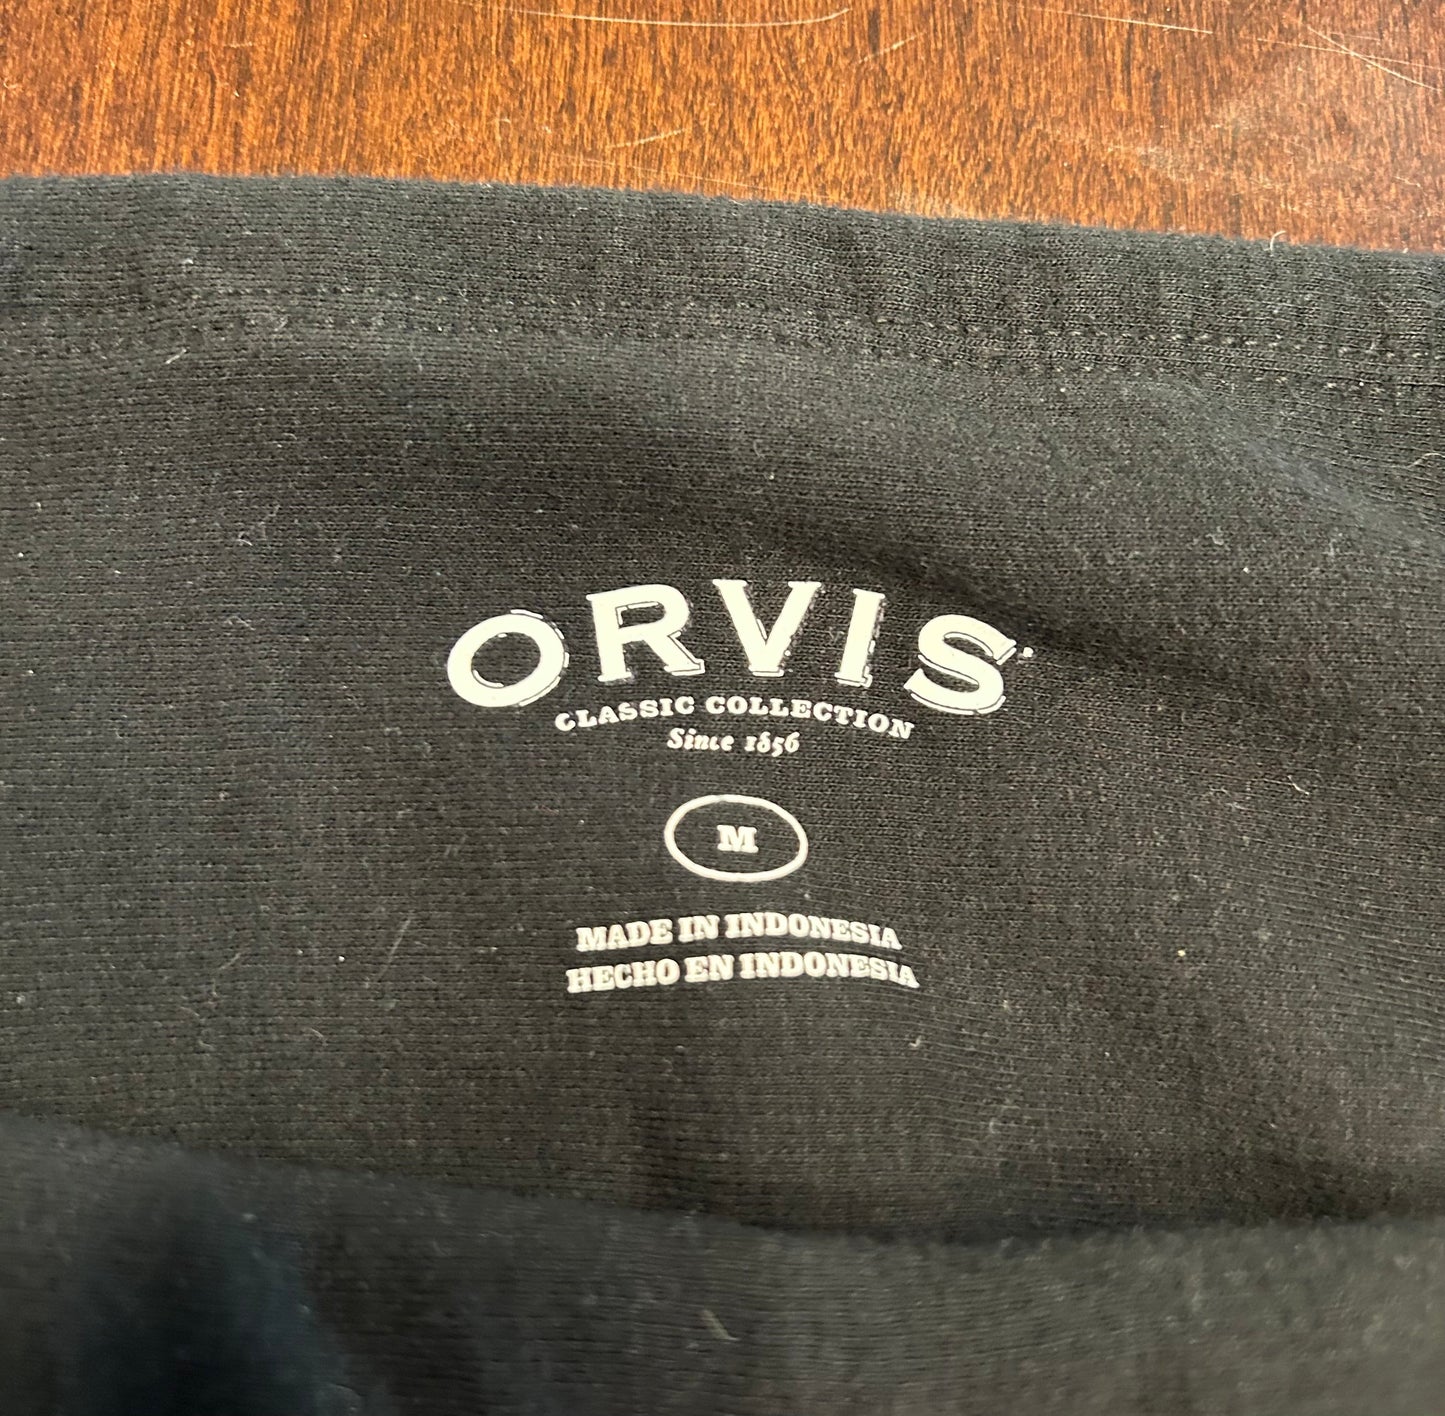 ORVIS
CLASSIC COLLECTION
Since 1856
M
MADE IN INDONESIA
HECHO EN INDONESIA